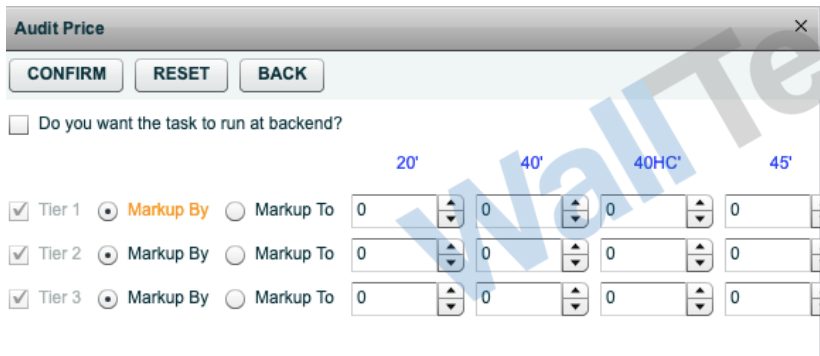 Audit Price
CONFIRM RESET BACK
Do you want the task to run at backend?
20' 40' 40HC' 45'
Tier 1 Markup By Markup To 0 0 0 0
Tier 2 Markup By Markup To 0 0 0 0
Tier 3 Markup By Markup To 0 0 0 0
WallTe